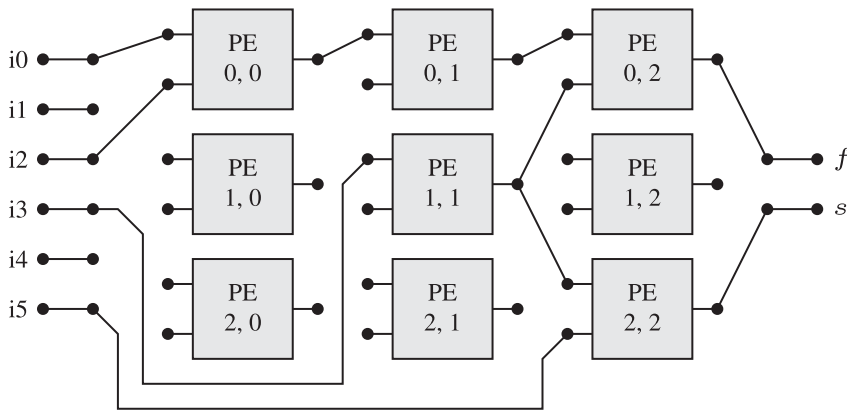 i0
i1
i2
i3
i4
i5
PE
0, 0
PE
0, 1
PE
0, 2
PE
1, 0
PE
1, 1
PE
1, 2
PE
2, 0
PE
2, 1
PE
2, 2
f
s